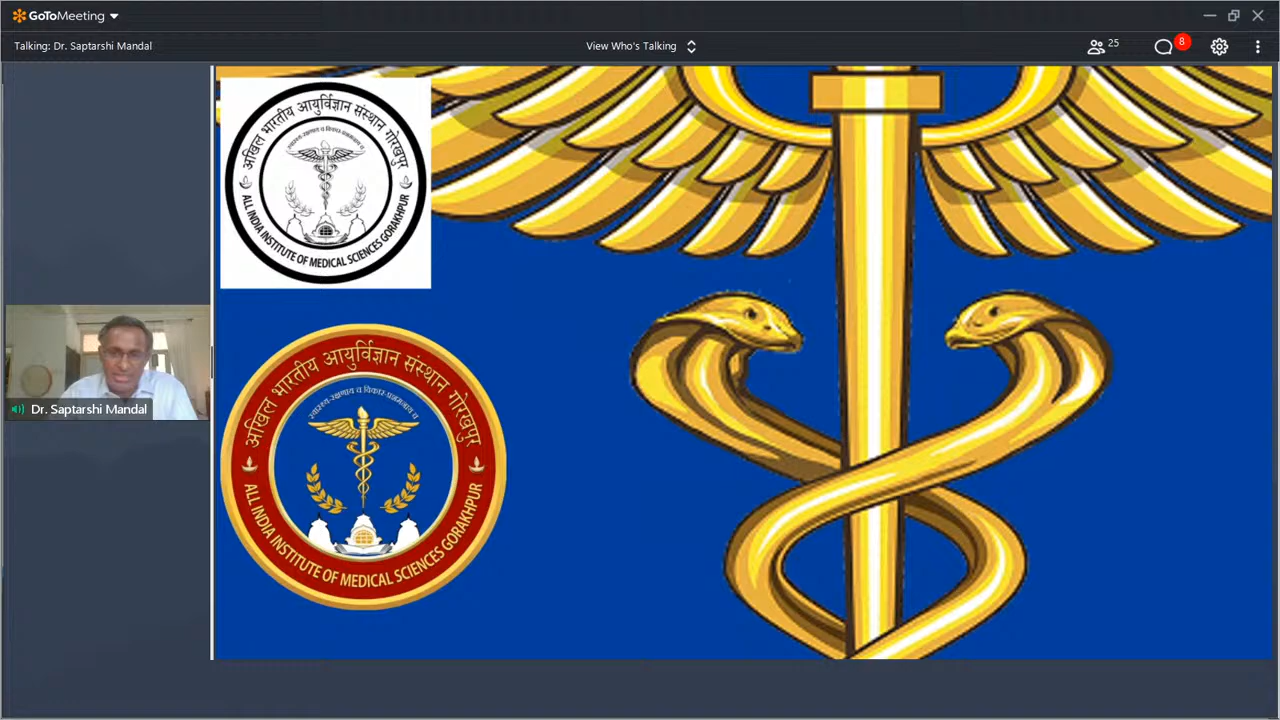 GoToMeeting
Talking: Dr. Saptarshi Mandal
View Who's Talking
25
8
अखिल भारतीय आयुर्विज्ञान संस्थान गोरखपुर
ALL INDIA INSTITUTE OF MEDICAL SCIENCES GORAKHPUR
अखिल भारतीय आयुर्विज्ञान संस्थान गोरखपुर
ALL INDIA INSTITUTE OF MEDICAL SCIENCES GORAKHPUR
Dr. Saptarshi Mandal